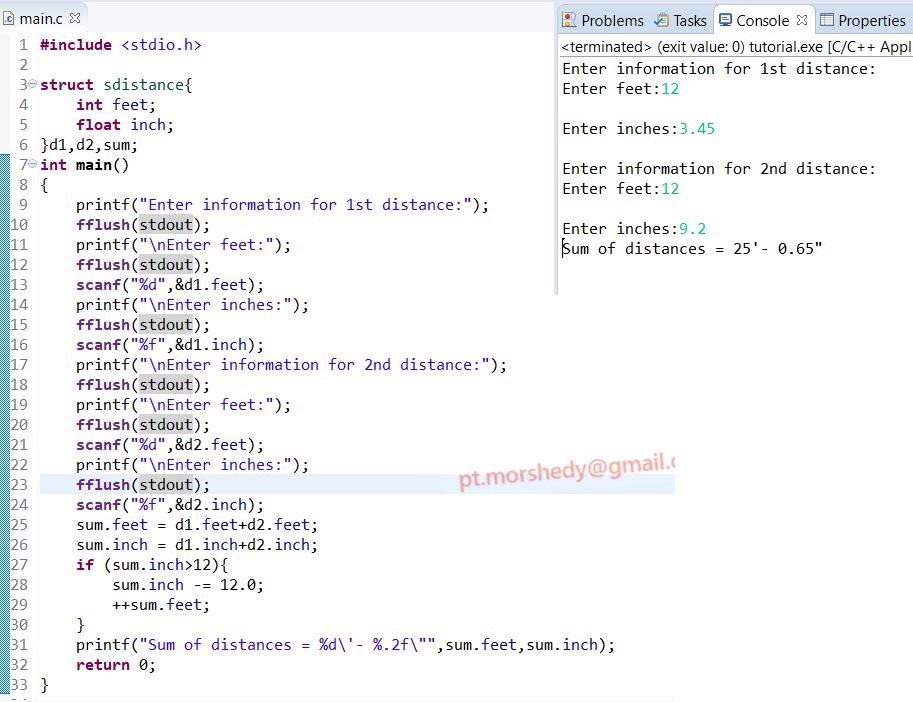 main.c
1 #include <stdio.h>
2
3 struct sdistance{
4     int feet;
5     float inch;
6 }d1,d2,sum;
7 int main()
8 {
9     printf("Enter information for 1st distance:");
10     fflush(stdout);
11     printf("\nEnter feet:");
12     fflush(stdout);
13     scanf("%d",&d1.feet);
14     printf("\nEnter inches:");
15     fflush(stdout);
16     scanf("%f",&d1.inch);
17     printf("\nEnter information for 2nd distance:");
18     fflush(stdout);
19     printf("\nEnter feet:");
20     fflush(stdout);
21     scanf("%d",&d2.feet);
22     printf("\nEnter inches:");
23     fflush(stdout);
24     scanf("%f",&d2.inch);
25     sum.feet = d1.feet+d2.feet;
26     sum.inch = d1.inch+d2.inch;
27     if (sum.inch>12){
28         sum.inch -= 12.0;
29         ++sum.feet;
30     }
31     printf("Sum of distances = %d\'- %.2f\"",sum.feet,sum.inch);
32     return 0;
33 }
pt.morshedy@gmail.
Problems Tasks Console Properties
<terminated> (exit value: 0) tutorial.exe [C/C++ Appl
Enter information for 1st distance:
Enter feet:12
Enter inches:3.45
Enter information for 2nd distance:
Enter feet:12
Enter inches:9.2
Sum of distances = 25'- 0.65"